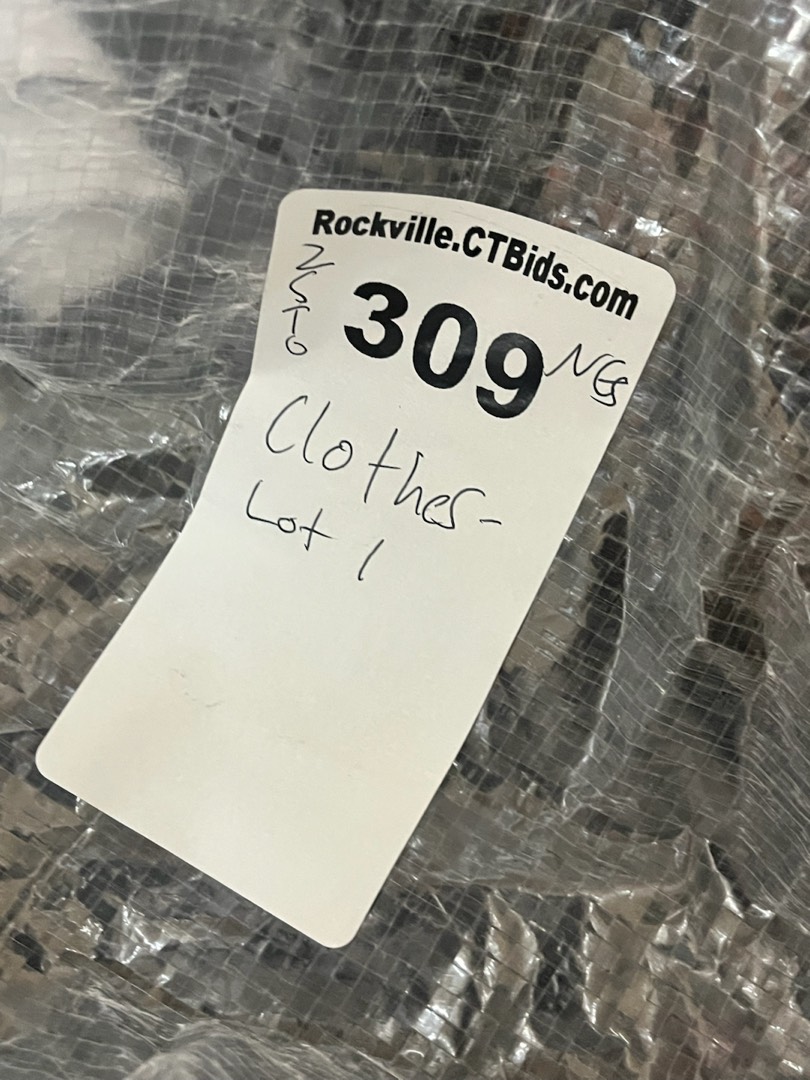 Rockville.CTBids.com
309
Clothes-
Lot 1